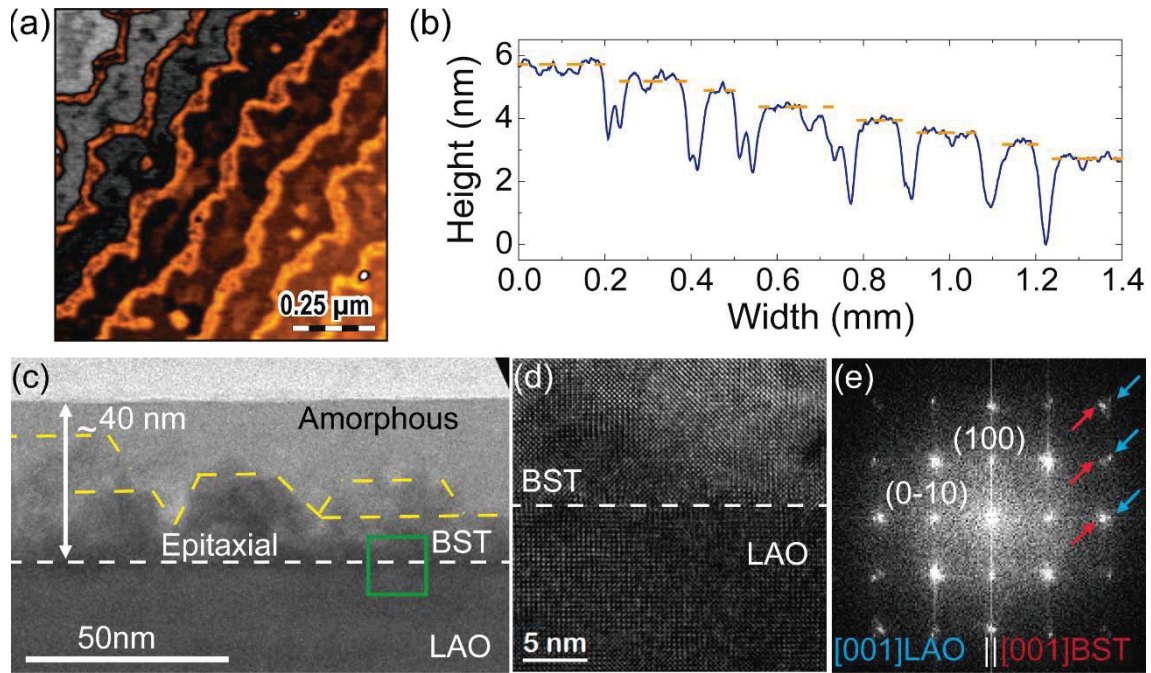 (a)
0.25 µm
(b)
Height (nm)
6
4
2
0
0.0 0.2 0.4 0.6 0.8 1.0 1.2 1.4
Width (mm)
(c)
~40 nm
Amorphous
Epitaxial
BST
LAO
50nm
(d)
BST
LAO
5 nm
(e)
(100)
(0-10)
[001]LAO ||[001]BST